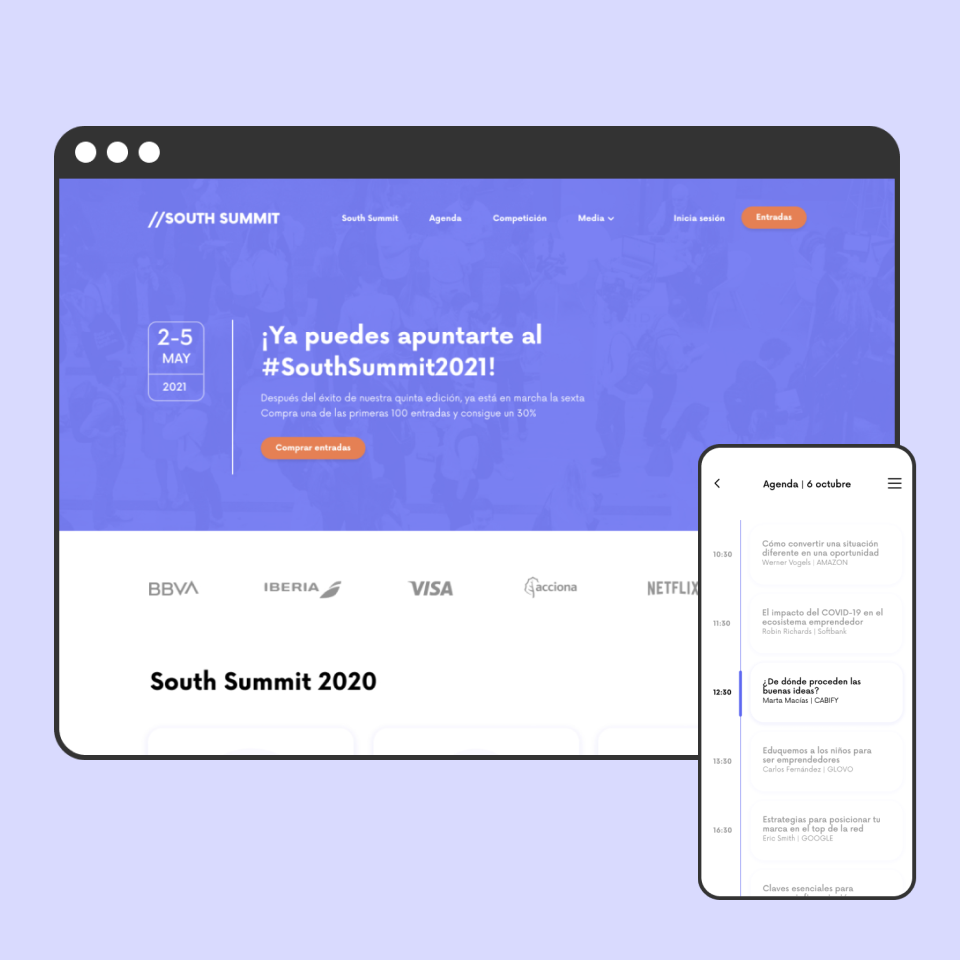 //SOUTH SUMMIT
South Summit
Agenda
Competición
Media
Inicia sesión
Entradas
2-5
MAY
2021
¡Ya puedes apuntarte al
#SouthSummit2021!
Después del éxito de nuestra quinta edición, ya está en marcha la sexta
Compra una de las primeras 100 entradas y consigue un 30%
Comprar entradas
BBVA
IBERIA
VISA
acciona
NETFLIX
South Summit 2020
Agenda | 6 octubre
10:30
Cómo convertir una situación
diferente en una oportunidad
Werner Vogels | AMAZON
11:30
El impacto del COVID-19 en el
ecosistema emprendedor
Robin Richards | Softbank
12:30
¿De dónde proceden las
buenas ideas?
Marta Macías | CABIFY
15:30
Eduquemos a los niños para
ser emprendedores
Carlos Fernández | GLOVO
16:30
Estrategias para posicionar tu
marca en el top de la red
Eric Smith | GOOGLE
Claves esenciales para